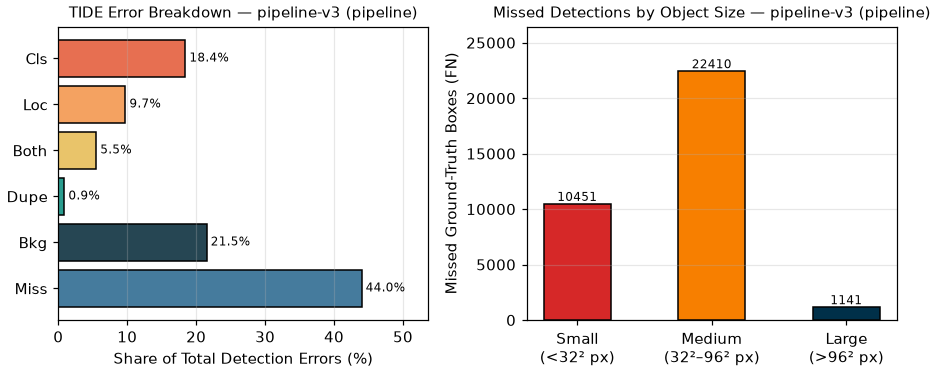 TIDE Error Breakdown — pipeline-v3 (pipeline)
Cls
18.4%
Loc
9.7%
Both
5.5%
Dupe
0.9%
Bkg
21.5%
Miss
44.0%
0 10 20 30 40 50
Share of Total Detection Errors (%)
Missed Detections by Object Size — pipeline-v3 (pipeline)
Missed Ground-Truth Boxes (FN)
25000
20000
15000
10000
5000
0
10451
22410
1141
Small
(<32² px)
Medium
(32²–96² px)
Large
(>96² px)